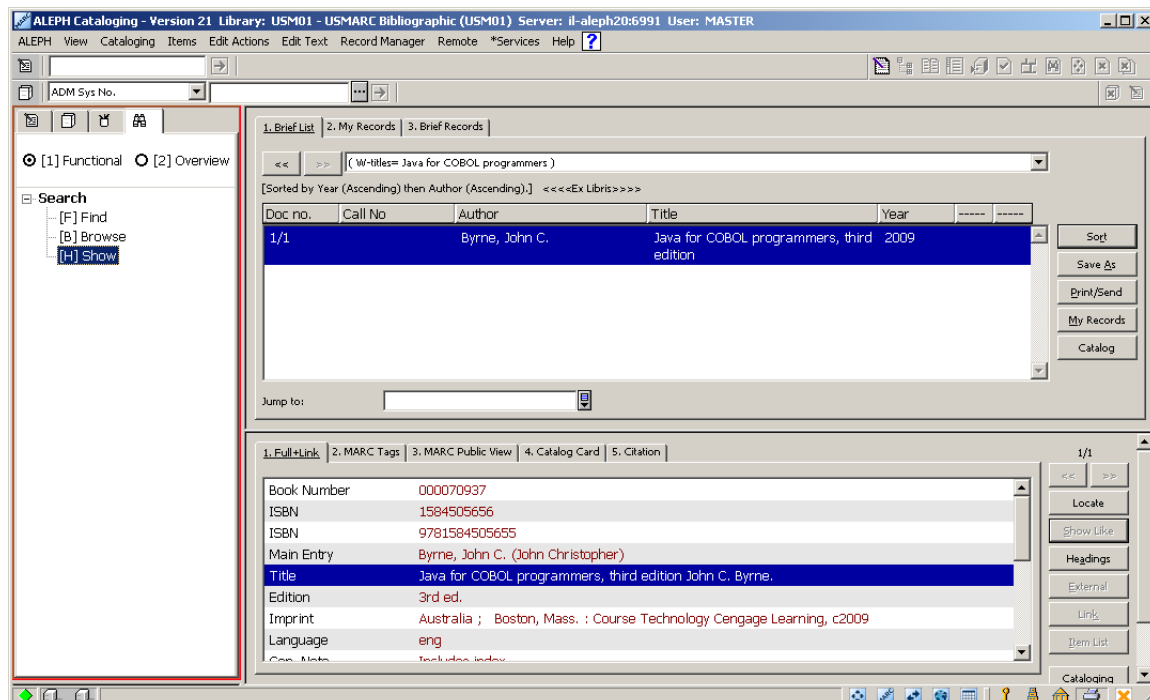 ALEPH Cataloging - Version 21 Library: USM01 - USMARC Bibliographic (USM01) Server: il-aleph20:6991 User: MASTER
ALEPH View Cataloging Items Edit Actions Edit Text Record Manager Remote *Services Help ?
ADM Sys No. ...
[1] Functional [2] Overview
Search
[F] Find
[B] Browse
[H] Show
1. Brief List 2. My Records 3. Brief Records
<< >> ( W-titles= Java for COBOL programmers )
[Sorted by Year (Ascending) then Author (Ascending).] <<<<Ex Libris>>>>
Doc no. Call No Author Title Year ----- -----
1/1 Byrne, John C. Java for COBOL programmers, third 2009
edition
Sort
Save As
Print/Send
My Records
Catalog
Jump to:
1. Full+Link 2. MARC Tags 3. MARC Public View 4. Catalog Card 5. Citation
Book Number 000070937
ISBN 1584505656
ISBN 9781584505655
Main Entry Byrne, John C. (John Christopher)
Title Java for COBOL programmers, third edition John C. Byrne.
Edition 3rd ed.
Imprint Australia ; Boston, Mass. : Course Technology Cengage Learning, c2009
Language eng
Gen. Note Includes index
1/1
<< >>
Locate
Show Like
Headings
External
Link
Item List
Cataloging